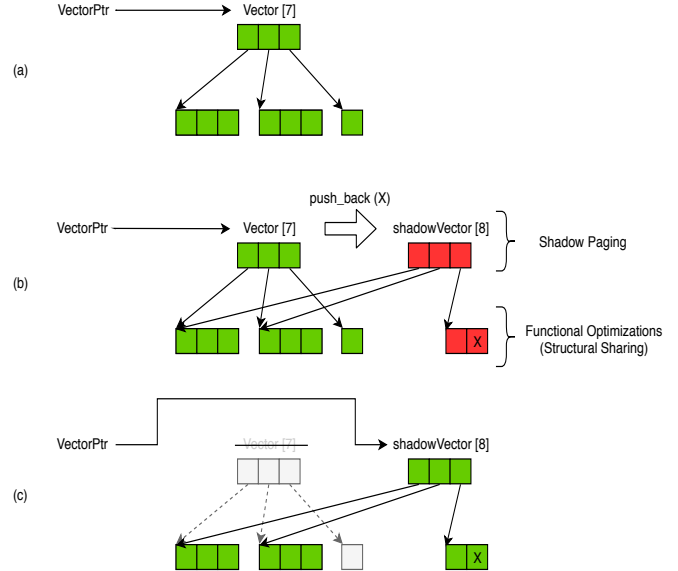 VectorPtr
Vector [7]
(a)
push_back (X)
VectorPtr
Vector [7]
shadowVector [8]
Shadow Paging
(b)
X
Functional Optimizations
(Structural Sharing)
VectorPtr
Vector [7]
shadowVector [8]
(c)
X